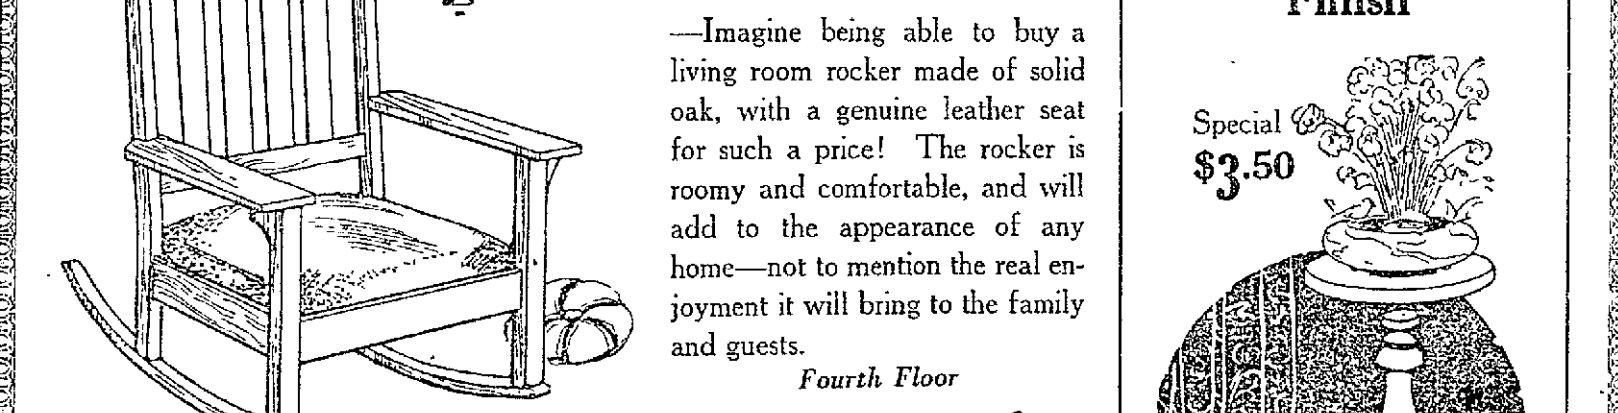 —Imagine being able to buy a
living room rocker made of solid
oak, with a genuine leather seat
for such a price! The rocker is
roomy and comfortable, and will
add to the appearance of any
home—not to mention the real en-
joyment it will bring to the family
and guests.
Fourth Floor
Finish
Special
$3.50